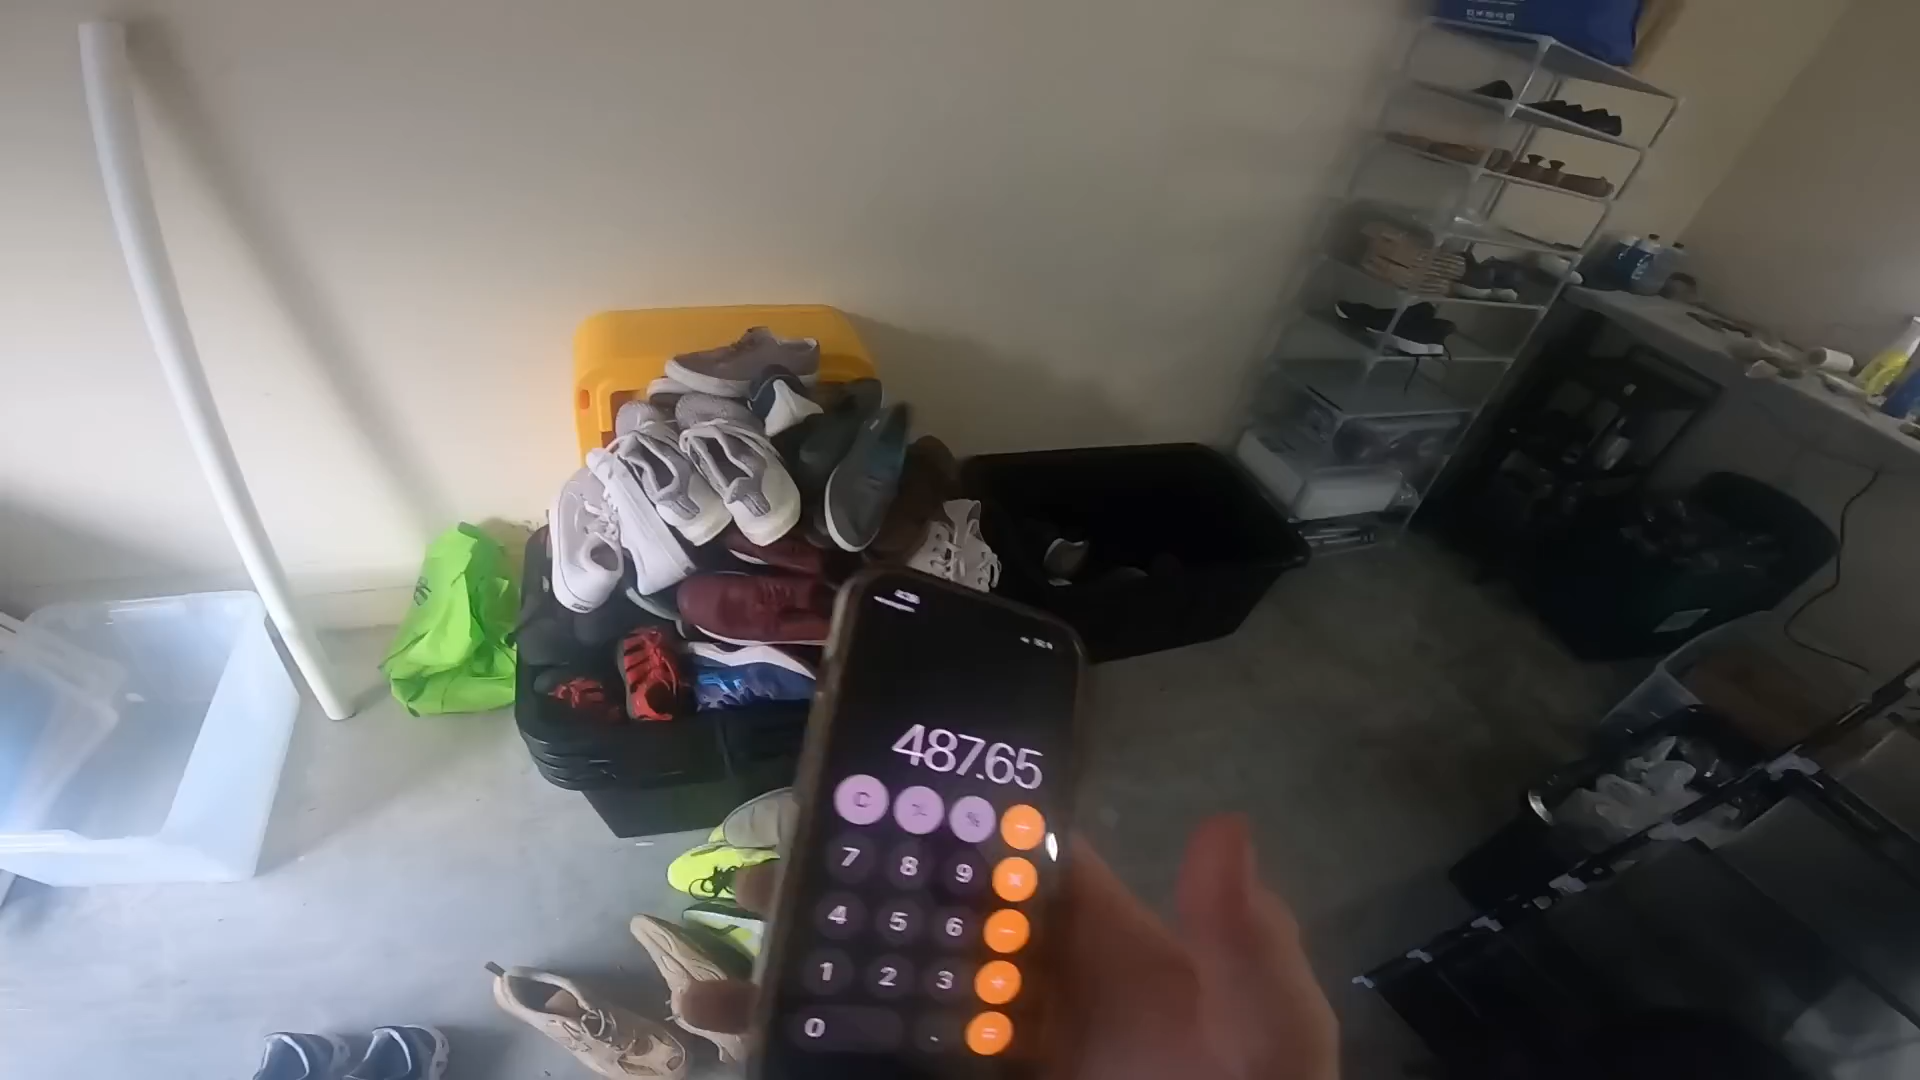 487.65
C % ÷
7 8 9 ×
4 5 6 −
1 2 3 +
0 . =